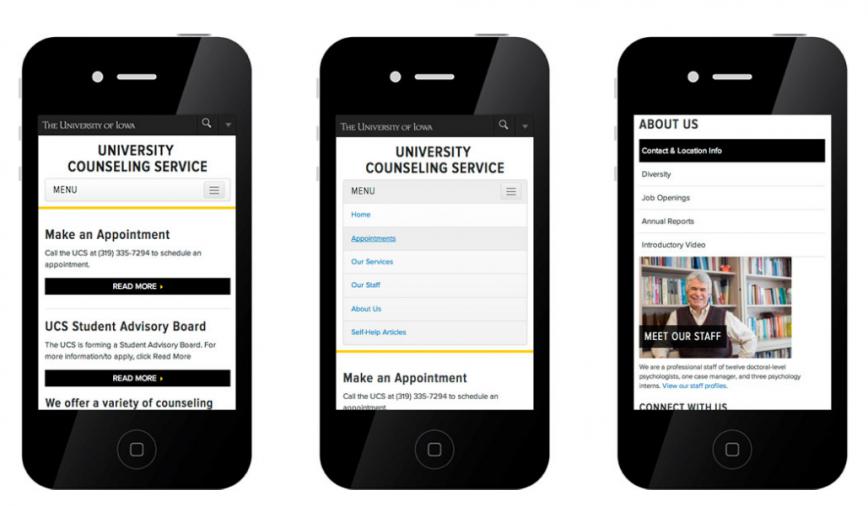 THE UNIVERSITY OF IOWA
UNIVERSITY
COUNSELING SERVICE
MENU
Make an Appointment
Call the UCS at (319) 335-7294 to schedule an
appointment.
READ MORE ›
UCS Student Advisory Board
The UCS is forming a Student Advisory Board. For
more information/to apply, click Read More
READ MORE ›
We offer a variety of counseling
THE UNIVERSITY OF IOWA
UNIVERSITY
COUNSELING SERVICE
MENU
Home
Appointments
Our Services
Our Staff
About Us
Self-Help Articles
Make an Appointment
Call the UCS at (319) 335-7294 to schedule an
appointment.
ABOUT US
Contact & Location Info
Diversity
Job Openings
Annual Reports
Introductory Video
MEET OUR STAFF
We are a professional staff of twelve doctoral-level
psychologists, one case manager, and three psychology
interns. View our staff profiles.
CONNECT WITH US